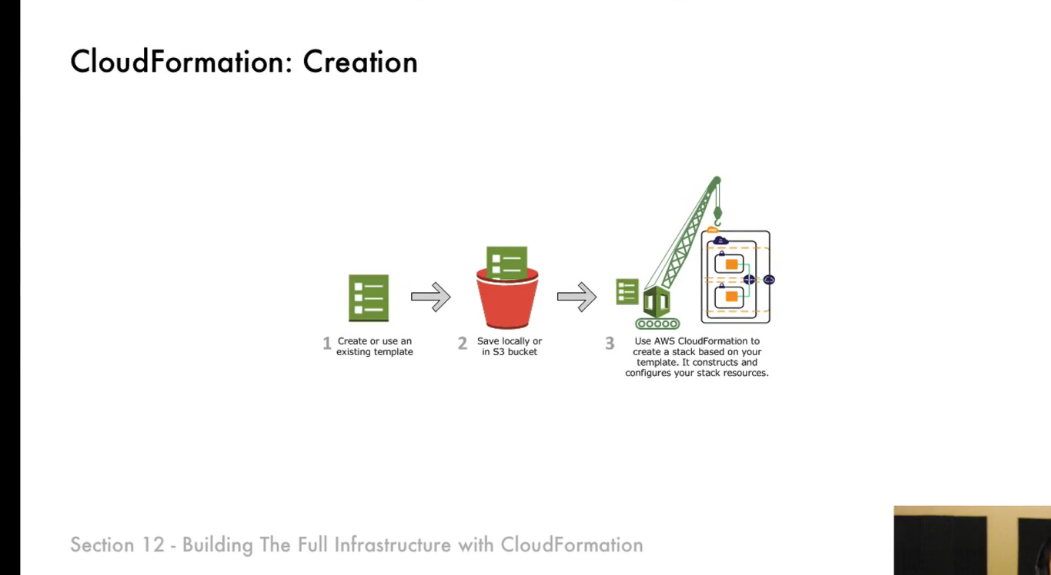 CloudFormation: Creation
1 Create or use an
existing template
2 Save locally or
in S3 bucket
3 Use AWS CloudFormation to
create a stack based on your
template. It constructs and
configures your stack resources.
Section 12 - Building The Full Infrastructure with CloudFormation